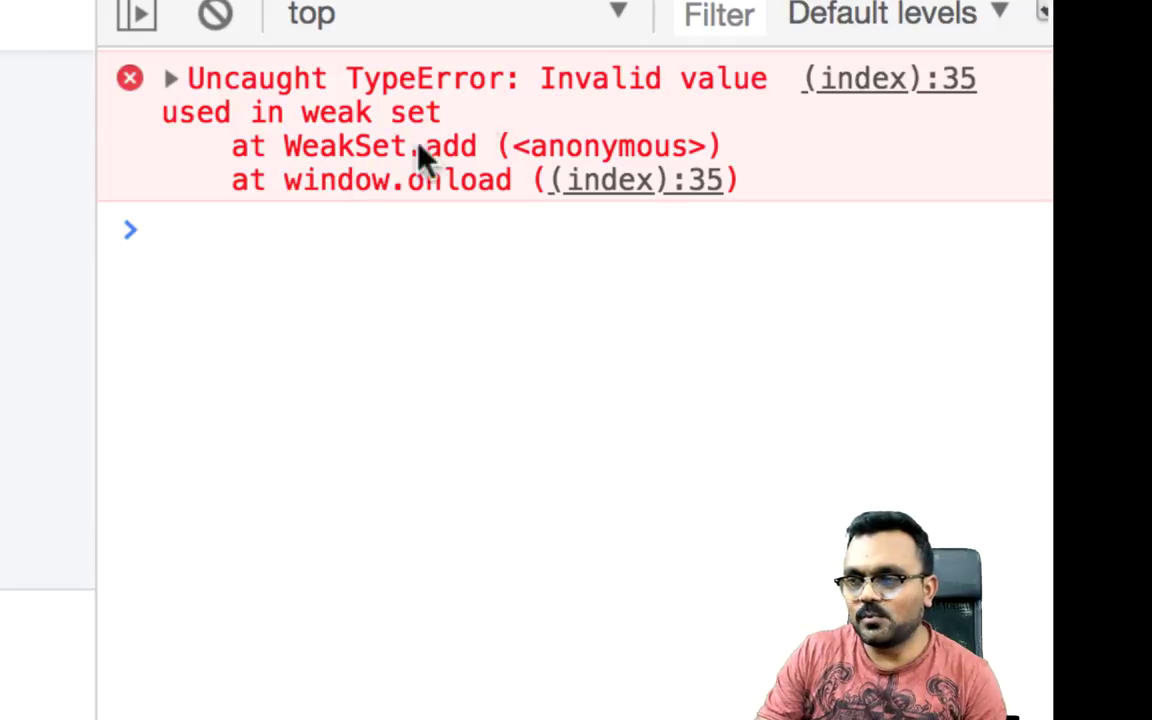 top Filter Default levels
Uncaught TypeError: Invalid value (index):35
used in weak set
at WeakSet.add (<anonymous>)
at window.onload ((index):35)